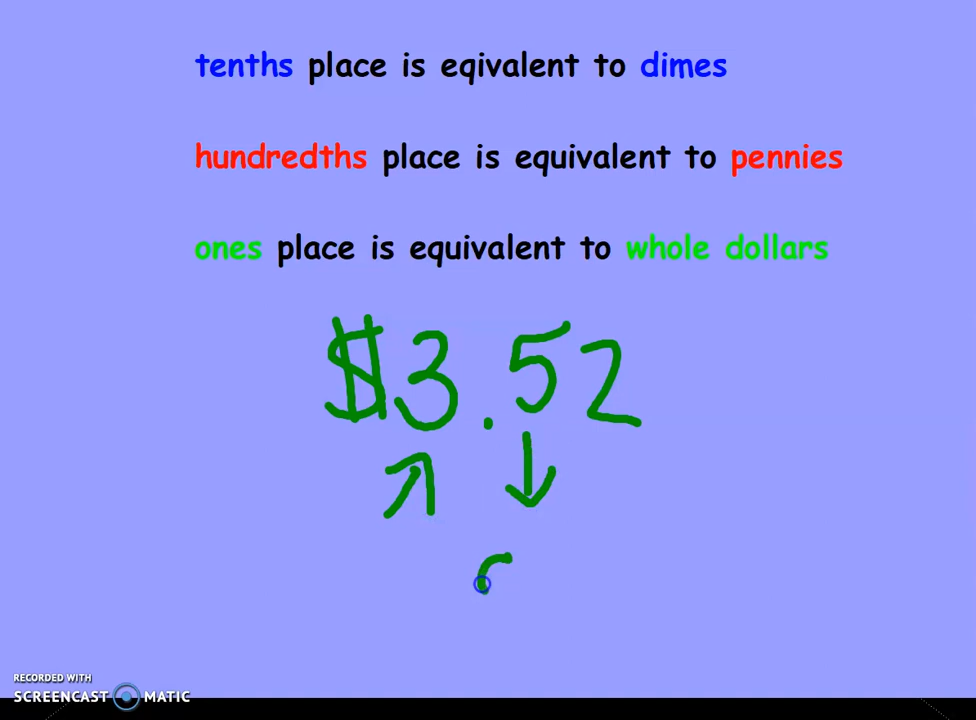 tenths place is eqivalent to dimes
hundredths place is equivalent to pennies
ones place is equivalent to whole dollars
$3.52
RECORDED WITH
SCREENCAST MATIC